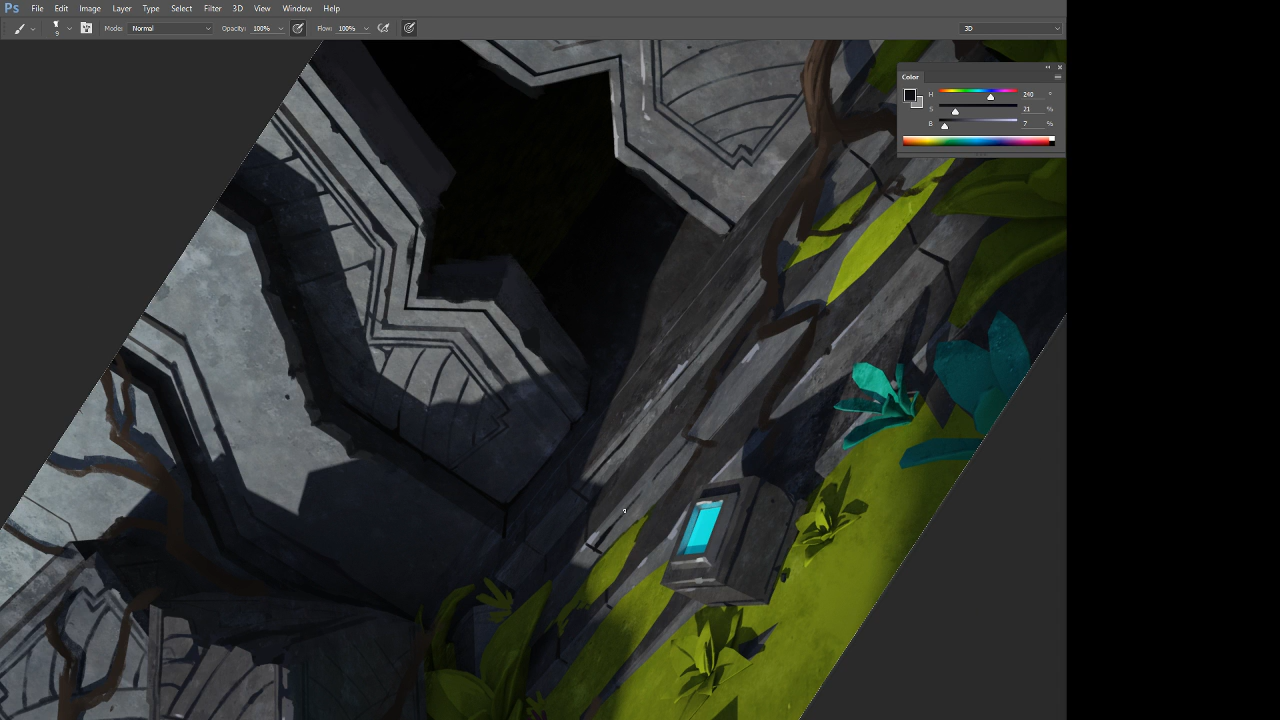 Ps File Edit Image Layer Type Select Filter 3D View Window Help
9 Mode: Normal Opacity: 100% Flow: 100% 3D
Color
H 240 °
S 21 %
B 7 %